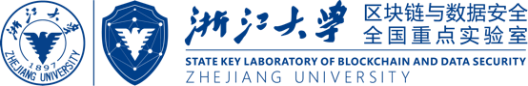 浙江大学
ZHEJIANG UNIVERSITY
1897
浙江大学
区块链与数据安全
全国重点实验室
STATE KEY LABORATORY OF BLOCKCHAIN AND DATA SECURITY
ZHEJIANG UNIVERSITY